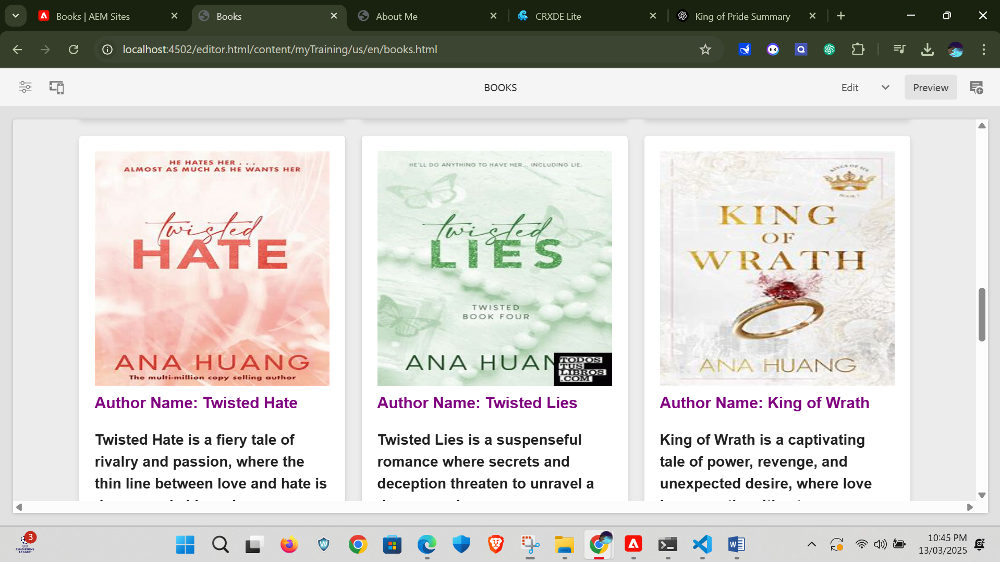 Books | AEM Sites
Books
About Me
CRXDE Lite
King of Pride Summary
localhost:4502/editor.html/content/myTraining/us/en/books.html
BOOKS
Edit
Preview
HE HATES HER . . .
ALMOST AS MUCH AS HE WANTS HER
twisted
HATE
ANA HUANG
The multi-million copy selling author
Author Name: Twisted Hate
Twisted Hate is a fiery tale of
rivalry and passion, where the
thin line between love and hate is
HE'LL DO ANYTHING TO HAVE HER... INCLUDING LIE.
twisted
LIES
TWISTED
BOOK FOUR
ANA HUAN
TODOS
TUS
LIBROS
.COM
Author Name: Twisted Lies
Twisted Lies is a suspenseful
romance where secrets and
deception threaten to unravel a
KINGS OF SIN
BOOK 1
KING
OF
WRATH
ANA HUANG
Author Name: King of Wrath
King of Wrath is a captivating
tale of power, revenge, and
unexpected desire, where love
3
CHAMPIONS
LEAGUE
10:45 PM
13/03/2025